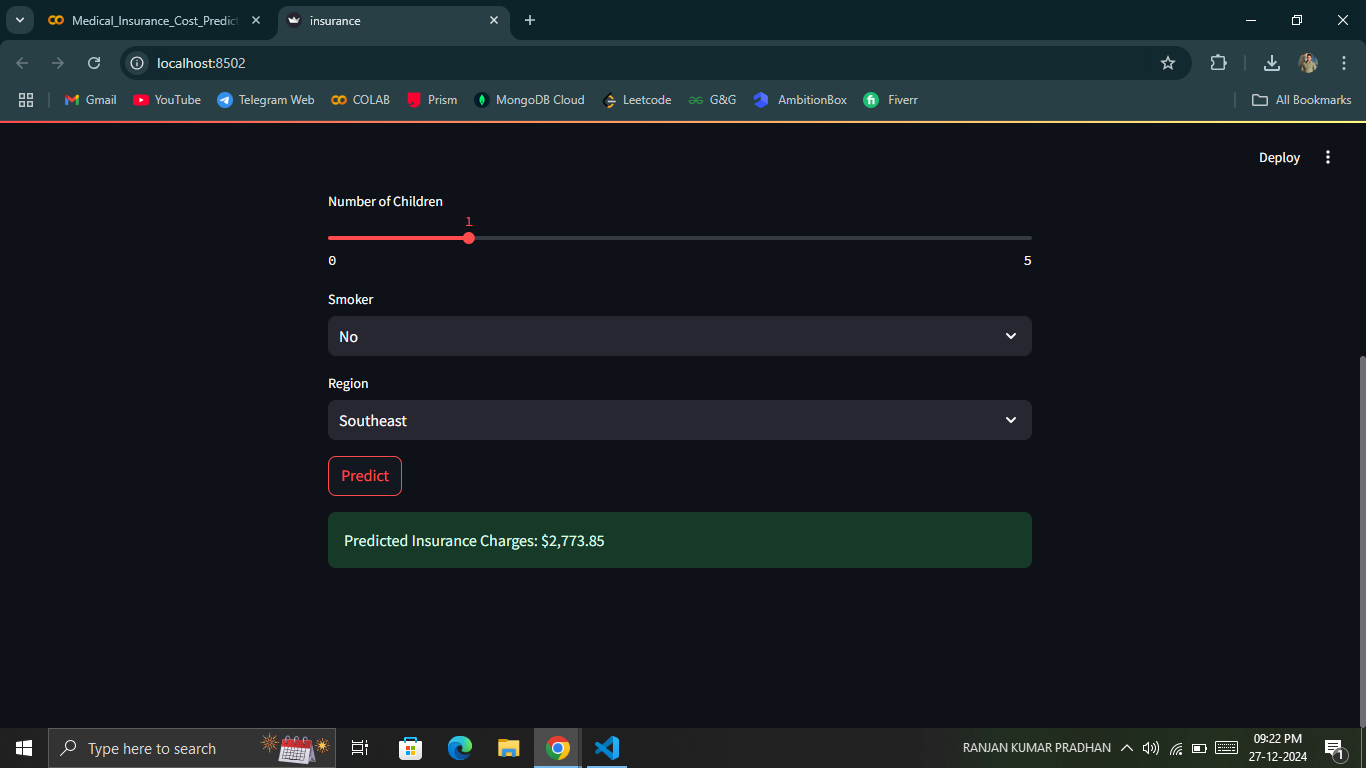 Medical_Insurance_Cost_Predict
insurance
localhost:8502
Gmail
YouTube
Telegram Web
COLAB
Prism
MongoDB Cloud
Leetcode
G&G
AmbitionBox
Fiverr
All Bookmarks
Deploy
Number of Children
1
0
5
Smoker
No
Region
Southeast
Predict
Predicted Insurance Charges: $2,773.85
Type here to search
RANJAN KUMAR PRADHAN
09:22 PM
27-12-2024
1